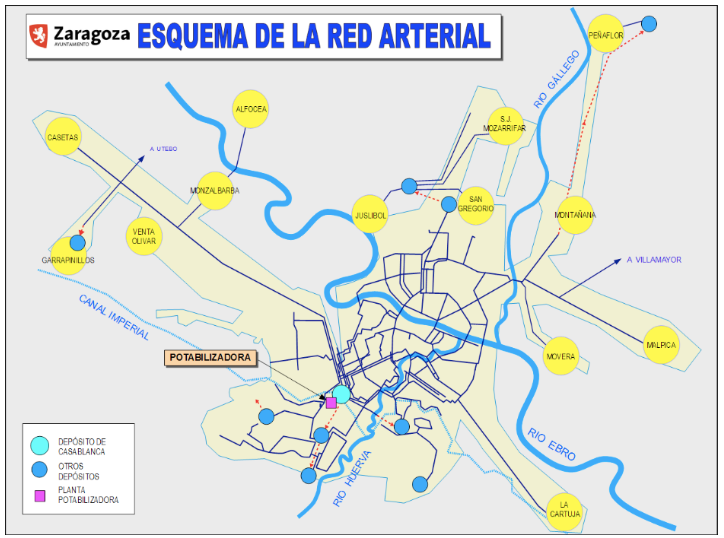 Zaragoza
AYUNTAMIENTO
ESQUEMA DE LA RED ARTERIAL
PEÑAFLOR
RIO GÁLLEGO
ALFOCEA
CASETAS
S.J.
MOZARRIFAR
A UTEBO
MONZALBARBA
JUSLIBOL
SAN
GREGORIO
MONTAÑANA
VENTA
OLIVAR
GARRAPINILLOS
A VILLAMAYOR
CANAL IMPERIAL
MALPICA
MOVERA
POTABILIZADORA
RIO EBRO
RIO HUERVA
LA
CARTUJA
DEPÓSITO DE
CASABLANCA
OTROS
DEPÓSITOS
PLANTA
POTABILIZADORA